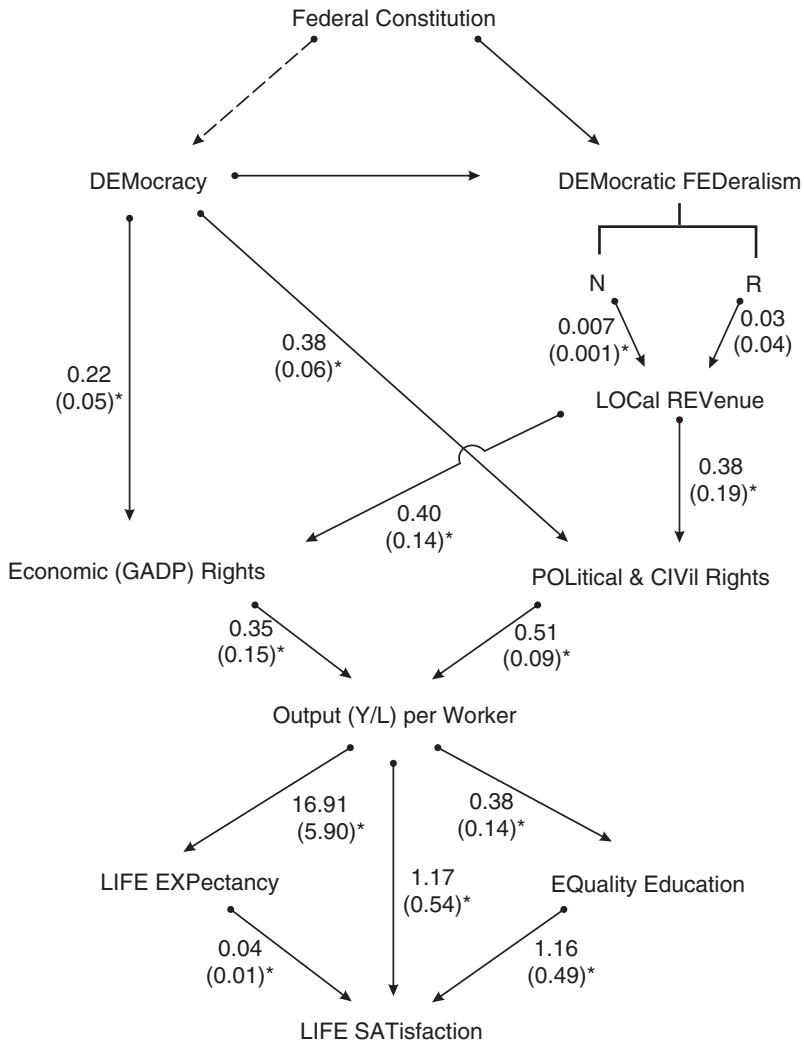 Federal Constitution
DEMocracy
DEMocratic FEDeralism
N
R
0.007
(0.001)*
0.03
(0.04)
0.38
(0.06)*
0.22
(0.05)*
LOCal REVenue
0.38
(0.19)*
0.40
(0.14)*
Economic (GADP) Rights
POLitical & CIVil Rights
0.35
(0.15)*
0.51
(0.09)*
Output (Y/L) per Worker
16.91
(5.90)*
0.38
(0.14)*
1.17
(0.54)*
LIFE EXPectancy
EQuality Education
0.04
(0.01)*
1.16
(0.49)*
LIFE SATisfaction